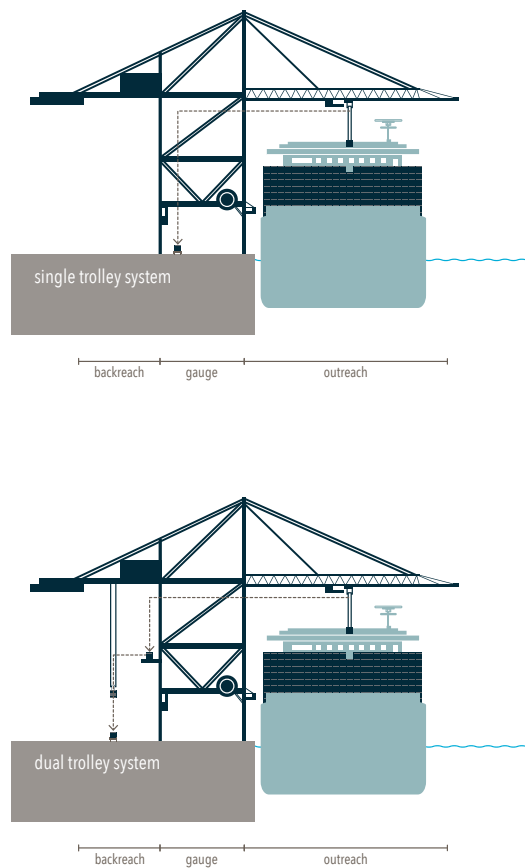 single trolley system
backreach gauge outreach
dual trolley system
backreach gauge outreach